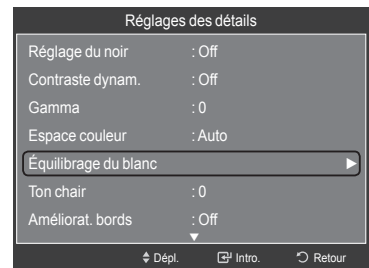 Réglages des détails
Réglage du noir : Off
Contraste dynam. : Off
Gamma : 0
Espace couleur : Auto
Équilibrage du blanc
Ton chair : 0
Améliorat. bords : Off
Dépl. Intro. Retour